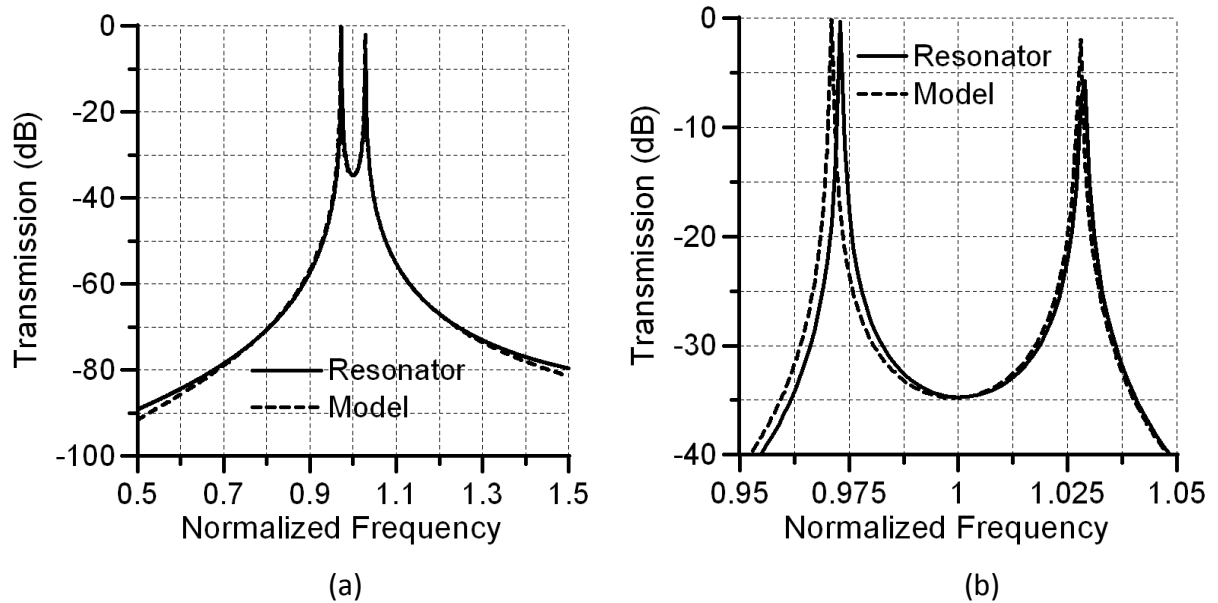 0
-20
-40
-60
-80
-100
Transmission (dB)
Resonator
Model
0.5 0.7 0.9 1.1 1.3 1.5
Normalized Frequency
(a)
0
-10
-20
-30
-40
Transmission (dB)
Resonator
Model
0.95 0.975 1 1.025 1.05
Normalized Frequency
(b)